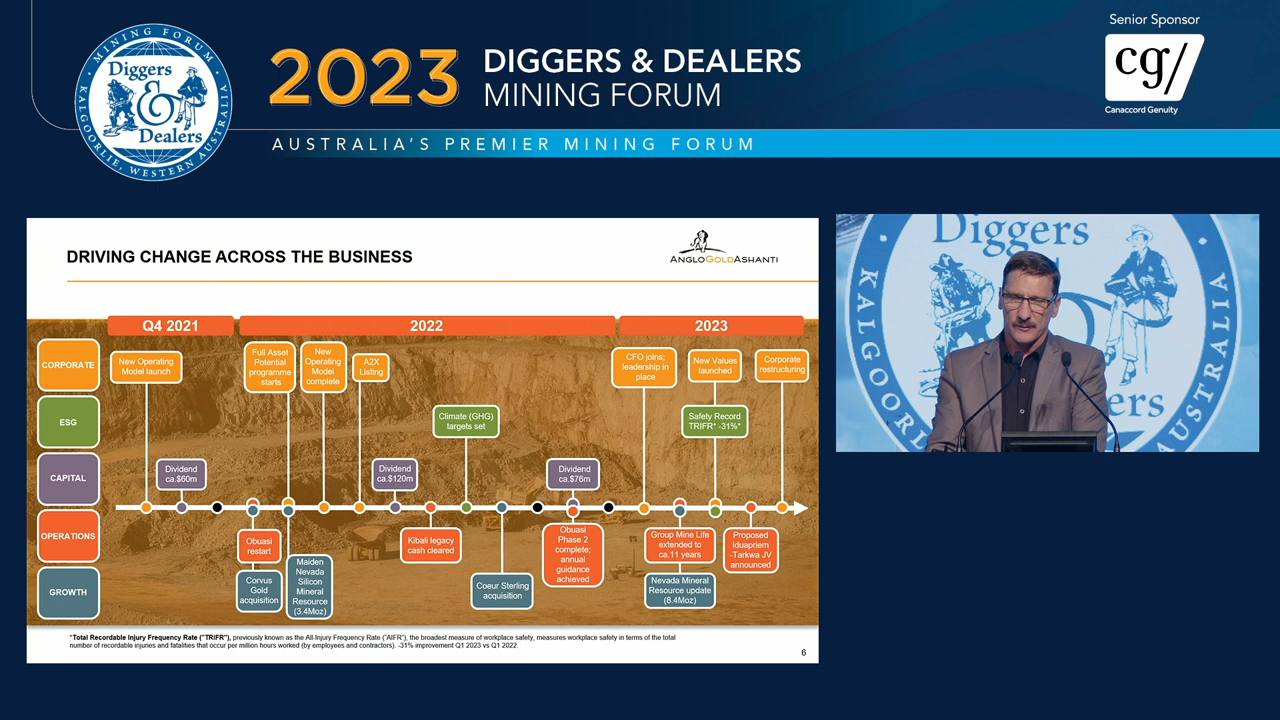 Senior Sponsor
cg/
Canaccord Genuity
MINING FORUM
Diggers
&
Dealers
KALGOORLIE, WESTERN AUSTRALIA
2023 DIGGERS & DEALERS
MINING FORUM
AUSTRALIA'S PREMIER MINING FORUM
DRIVING CHANGE ACROSS THE BUSINESS
ANGLOGOLDASHANTI
Q4 2021
2022
2023
CORPORATE
New Operating
Model launch
Full Asset
Potential
programme
starts
New
Operating
Model
complete
A2X
Listing
CFO joins;
leadership in
place
New Values
launched
Corporate
restructuring
ESG
Climate (GHG)
targets set
Safety Record
TRIFR* -31%*
CAPITAL
Dividend
ca.$60m
Dividend
ca.$120m
Dividend
ca.$76m
OPERATIONS
Obuasi
restart
Kibali legacy
cash cleared
Obuasi
Phase 2
complete;
annual
guidance
achieved
Group Mine Life
extended to
ca.11 years
Proposed
Iduapriem
-Tarkwa JV
announced
GROWTH
Corvus
Gold
acquisition
Maiden
Nevada
Silicon
Mineral
Resource
(3.4Moz)
Coeur Sterling
acquisition
Nevada Mineral
Resource update
(8.4Moz)
*Total Recordable Injury Frequency Rate ("TRIFR"), previously known as the All-Injury Frequency Rate ("AIFR"), the broadest measure of workplace safety, measures workplace safety in terms of the total
number of recordable injuries and fatalities that occur per million hours worked (by employees and contractors). -31% improvement Q1 2023 vs Q1 2022.
6
Diggers